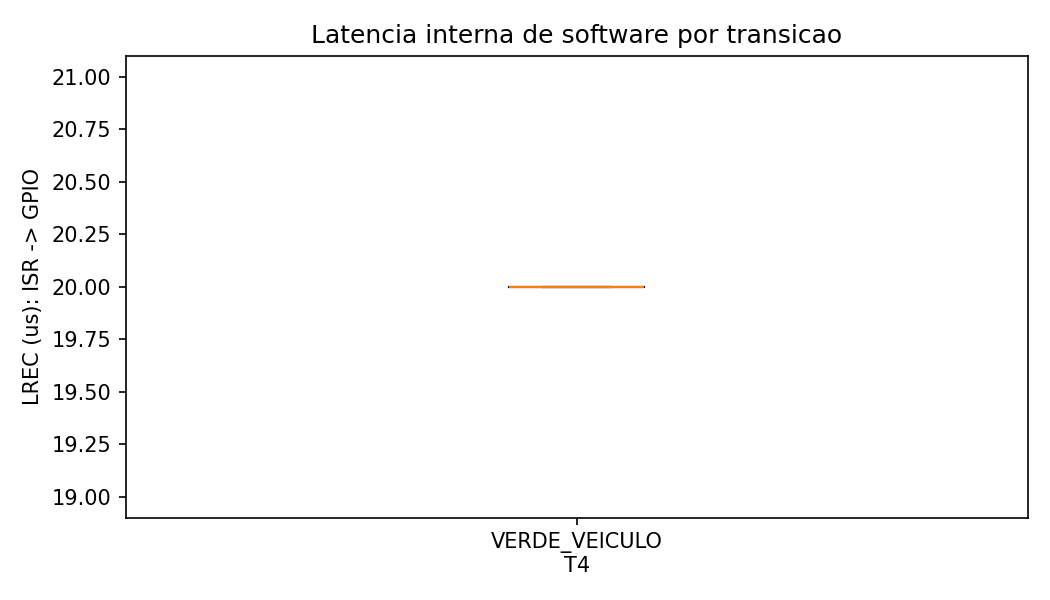 Latencia interna de software por transicao
LREC (us): ISR -> GPIO
21.00
20.75
20.50
20.25
20.00
19.75
19.50
19.25
19.00
VERDE_VEICULO
T4